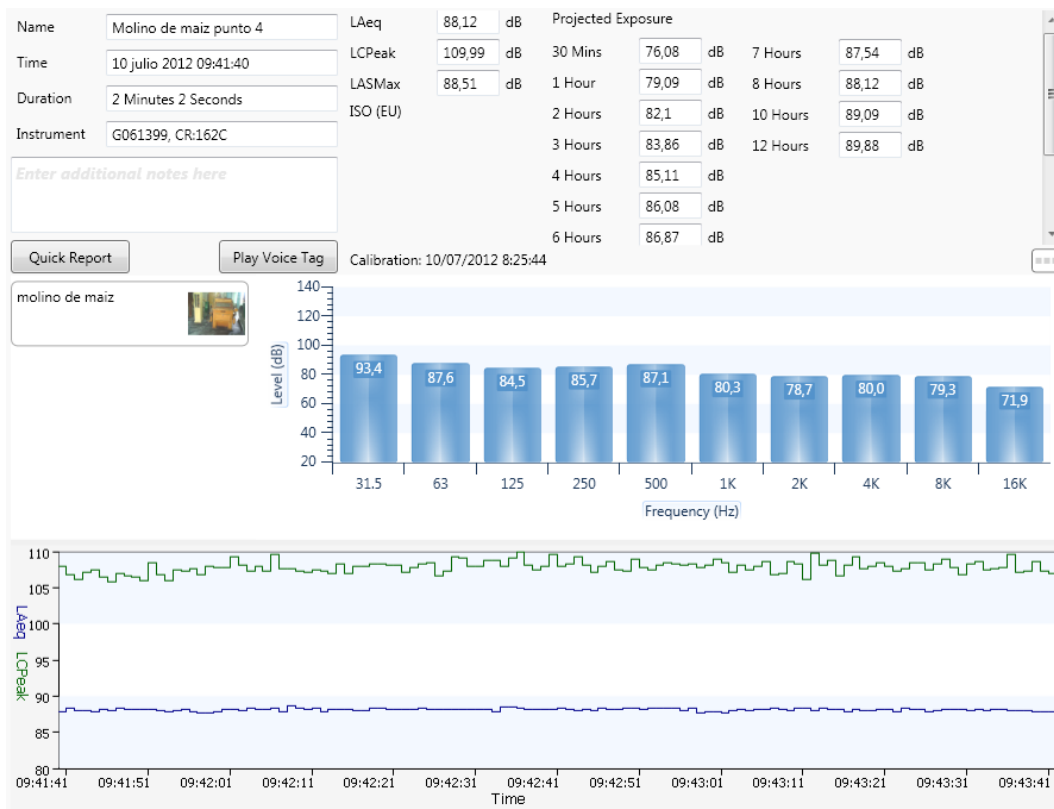 Name Molino de maiz punto 4
Time 10 julio 2012 09:41:40
Duration 2 Minutes 2 Seconds
Instrument G061399, CR:162C
Enter additional notes here
Quick Report Play Voice Tag
LAeq 88,12 dB
LCPeak 109,99 dB
LASMax 88,51 dB
ISO (EU)
Projected Exposure
30 Mins 76,08 dB 7 Hours 87,54 dB
1 Hour 79,09 dB 8 Hours 88,12 dB
2 Hours 82,1 dB 10 Hours 89,09 dB
3 Hours 83,86 dB 12 Hours 89,88 dB
4 Hours 85,11 dB
5 Hours 86,08 dB
6 Hours 86,87 dB
Calibration: 10/07/2012 8:25:44
molino de maiz
Level (dB)
140
120
100
80
60
40
20
93,4 87,6 84,5 85,7 87,1 80,3 78,7 80,0 79,3 71,9
31.5 63 125 250 500 1K 2K 4K 8K 16K
Frequency (Hz)
LAeq
LCPeak
110
105
100
95
90
85
80
09:41:41 09:41:51 09:42:01 09:42:11 09:42:21 09:42:31 09:42:41 09:42:51 09:43:01 09:43:11 09:43:21 09:43:31 09:43:41
Time